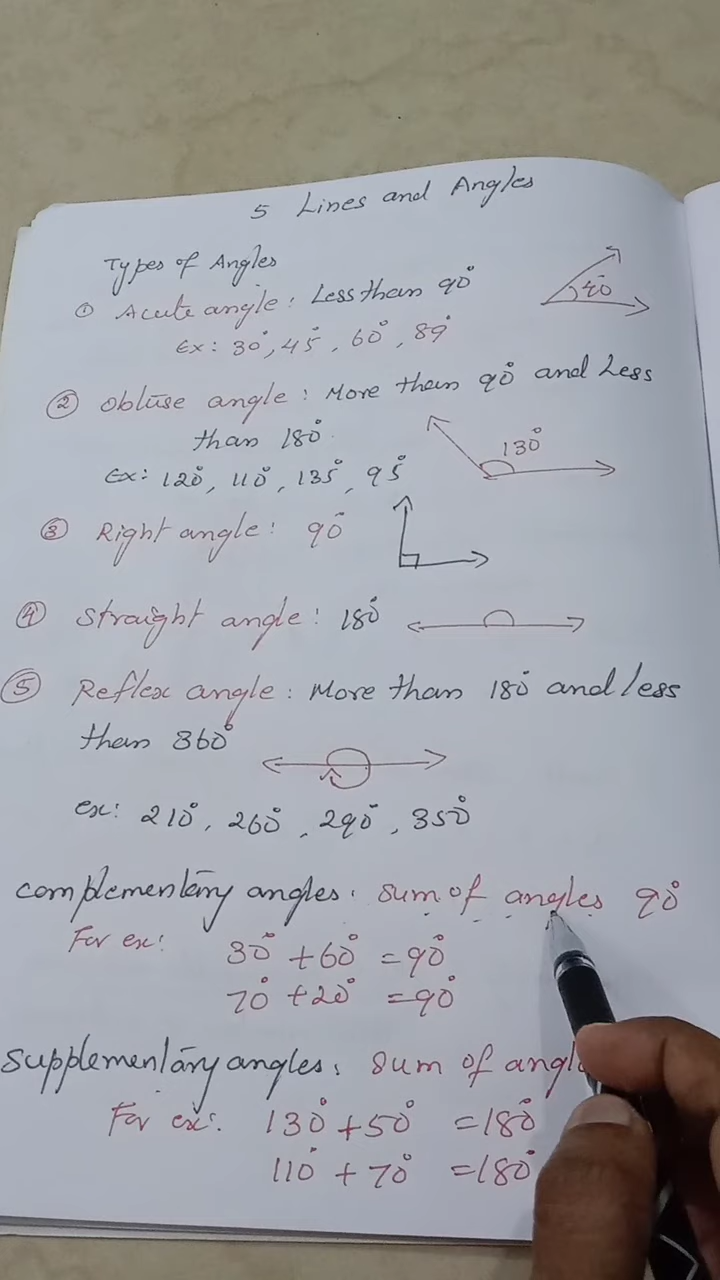 5 Lines and Angles
Types of Angles
① Acute angle: Less than 90°
40°
Ex: 30°, 45°, 60°, 89°
② Obtuse angle: More than 90° and Less
than 180°
130°
Ex: 120°, 110°, 135°, 95°
③ Right angle: 90°
④ Straight angle: 180°
⑤ Reflex angle: More than 180° and less
than 360°
ex: 210°, 260°, 290°, 350°
Complementary angles: Sum of angles 90°
For ex:
30° + 60° = 90°
70° + 20° = 90°
Supplementary angles: Sum of angl
For ex: 130° + 50° = 180°
110° + 70° = 180°